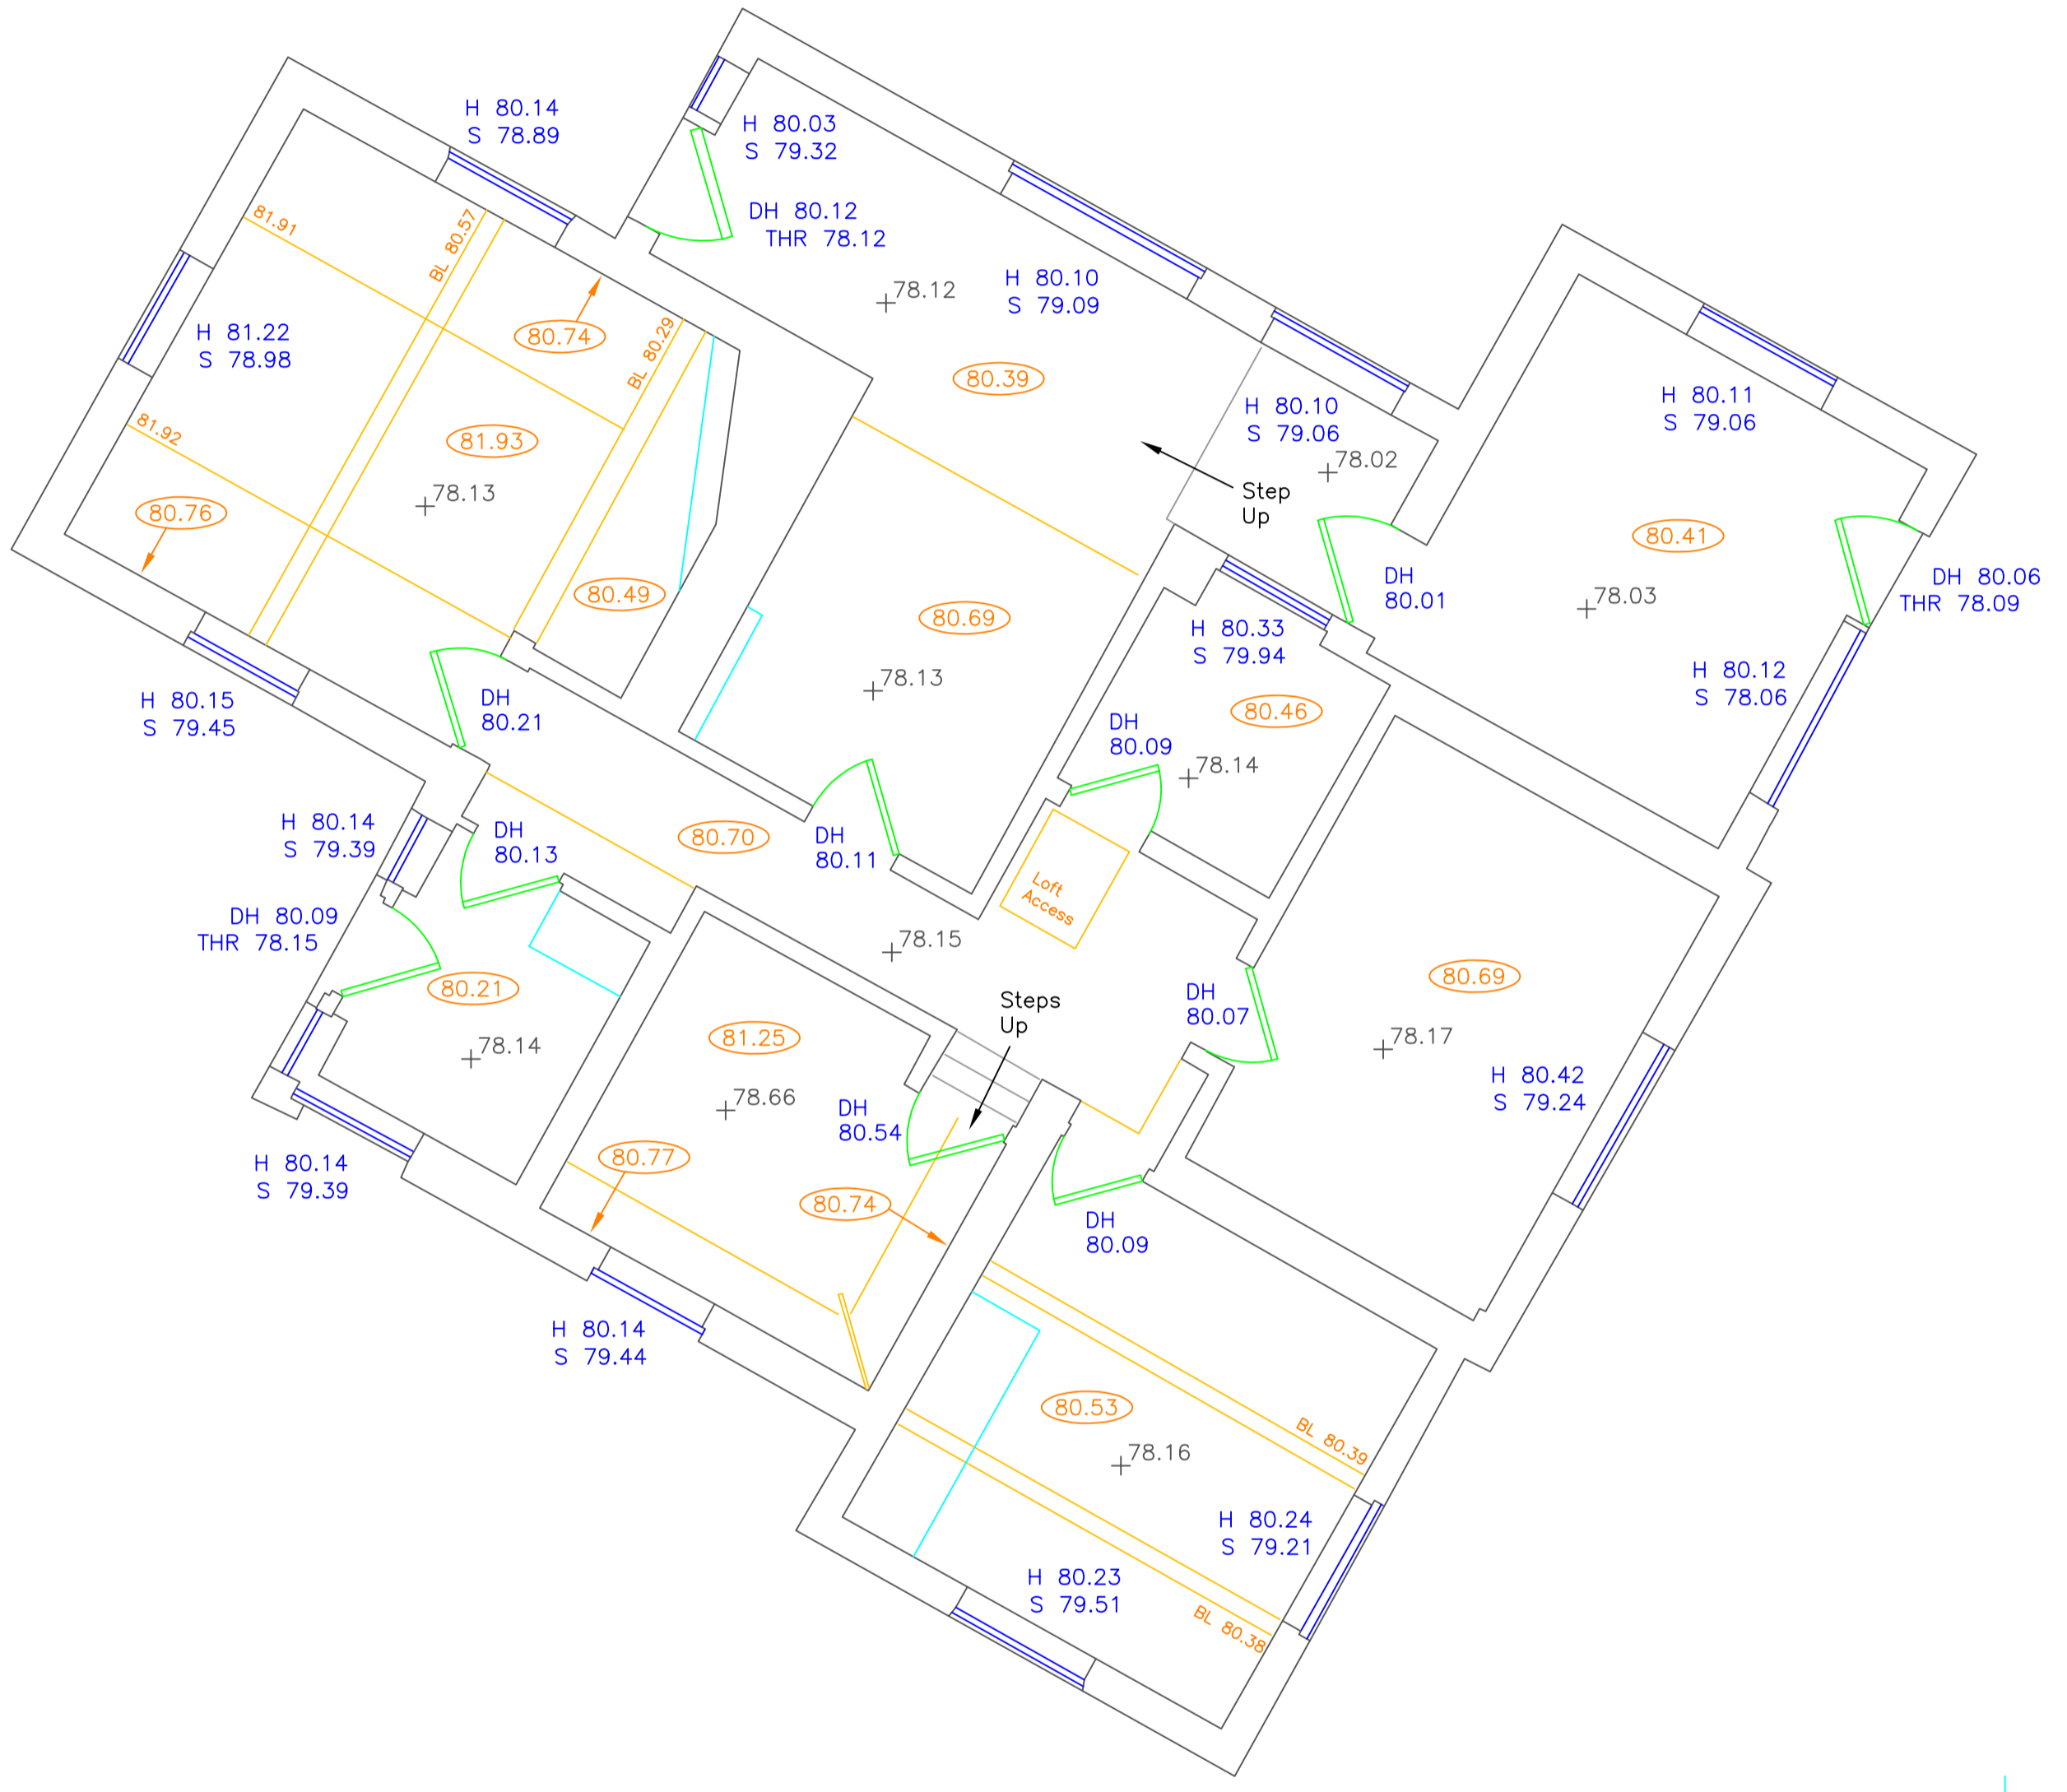 H 80.14
S 78.89
H 80.03
S 79.32
DH 80.12
THR 78.12
81.91
BL 80.57
80.74
H 81.22
S 78.98
BL 80.29
78.12
H 80.10
S 79.09
80.39
H 80.10
S 79.06
78.02
H 80.11
S 79.06
81.92
81.93
78.13
80.76
Step
Up
80.41
DH
80.01
78.03
DH 80.06
THR 78.09
80.49
80.69
H 80.33
S 79.94
78.13
H 80.12
S 78.06
H 80.15
S 79.45
DH
80.21
80.46
DH
80.09
78.14
H 80.14
S 79.39
DH
80.13
80.70
DH
80.11
Loft
Access
DH 80.09
THR 78.15
78.15
80.21
80.69
78.14
81.25
Steps
Up
DH
80.07
78.17
78.66
DH
80.54
H 80.42
S 79.24
H 80.14
S 79.39
80.77
80.74
DH
80.09
H 80.14
S 79.44
80.53
78.16
BL 80.39
H 80.24
S 79.21
H 80.23
S 79.51
BL 80.38